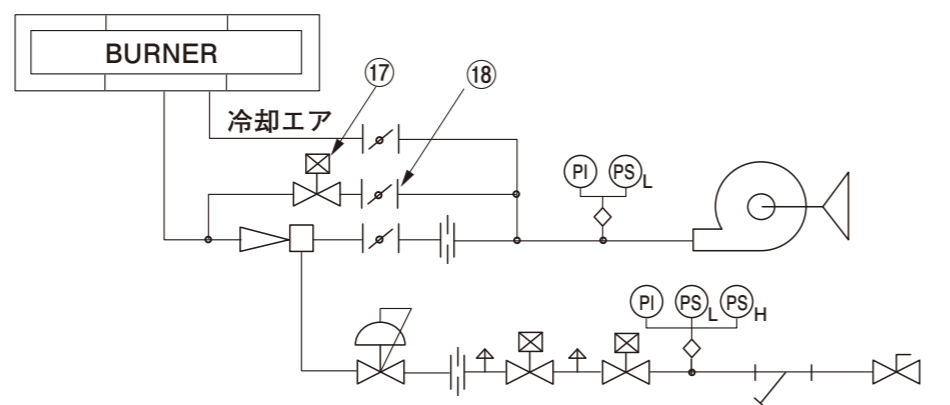 BURNER
⑰
⑱
冷却エア
PI
PS L
PI
PS L
PS H